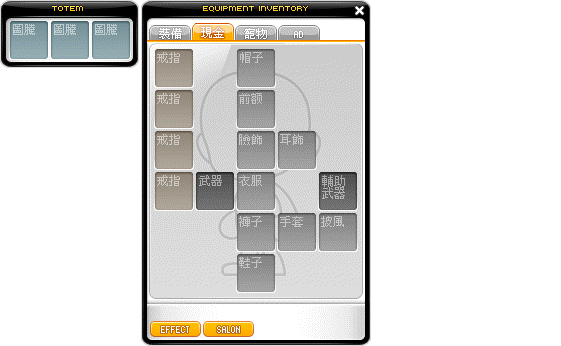 TOTEM
圖騰 圖騰 圖騰
EQUIPMENT INVENTORY
裝備 現金 寵物 AD
戒指 帽子
戒指 前額
戒指 臉飾 耳飾
戒指 武器 衣服 輔助
武器
褲子 手套 披風
鞋子
EFFECT SALON